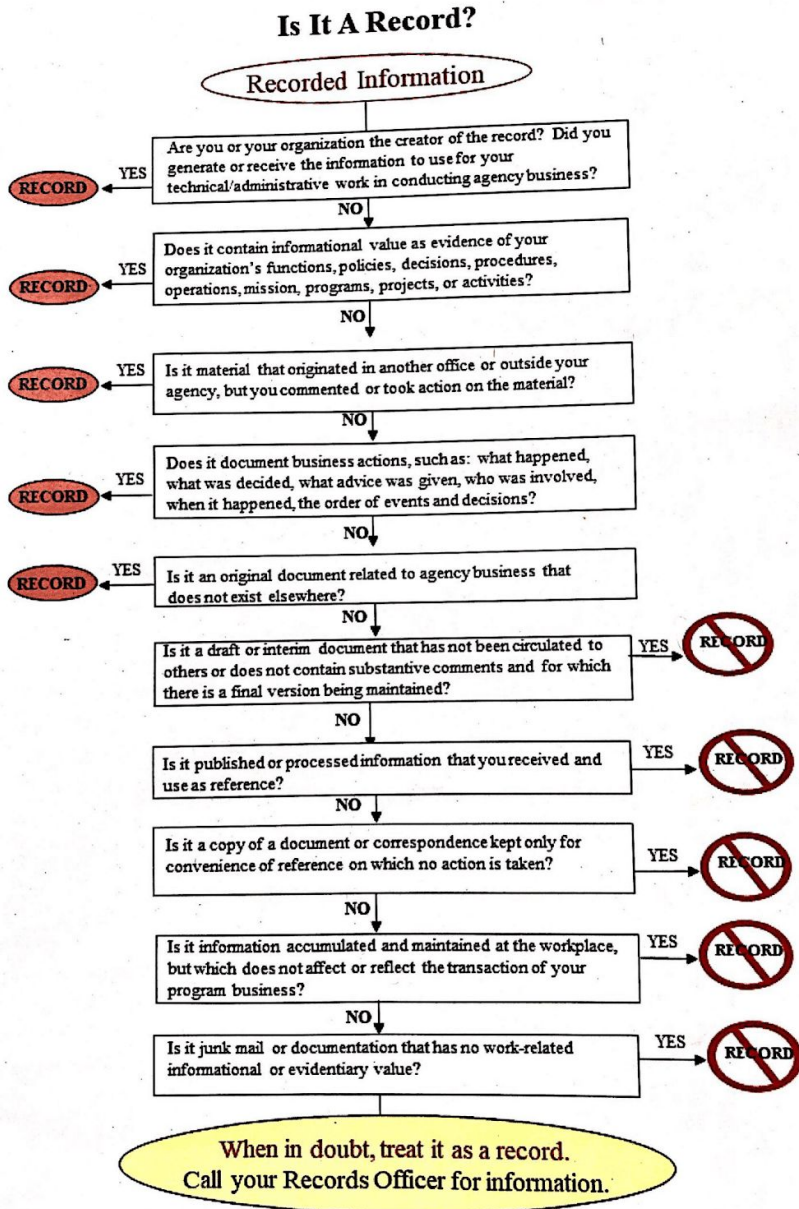 Is It A Record?
Recorded Information
Are you or your organization the creator of the record? Did you
generate or receive the information to use for your
technical/administrative work in conducting agency business?
YES
RECORD
NO
Does it contain informational value as evidence of your
organization's functions, policies, decisions, procedures,
operations, mission, programs, projects, or activities?
YES
RECORD
NO
Is it material that originated in another office or outside your
agency, but you commented or took action on the material?
YES
RECORD
NO
Does it document business actions, such as: what happened,
what was decided, what advice was given, who was involved,
when it happened, the order of events and decisions?
YES
RECORD
NO
Is it an original document related to agency business that
does not exist elsewhere?
YES
RECORD
NO
Is it a draft or interim document that has not been circulated to
others or does not contain substantive comments and for which
there is a final version being maintained?
YES
RECORD
NO
Is it published or processed information that you received and
use as reference?
YES
RECORD
NO
Is it a copy of a document or correspondence kept only for
convenience of reference on which no action is taken?
YES
RECORD
NO
Is it information accumulated and maintained at the workplace,
but which does not affect or reflect the transaction of your
program business?
YES
RECORD
NO
Is it junk mail or documentation that has no work-related
informational or evidentiary value?
YES
RECORD
When in doubt, treat it as a record.
Call your Records Officer for information.